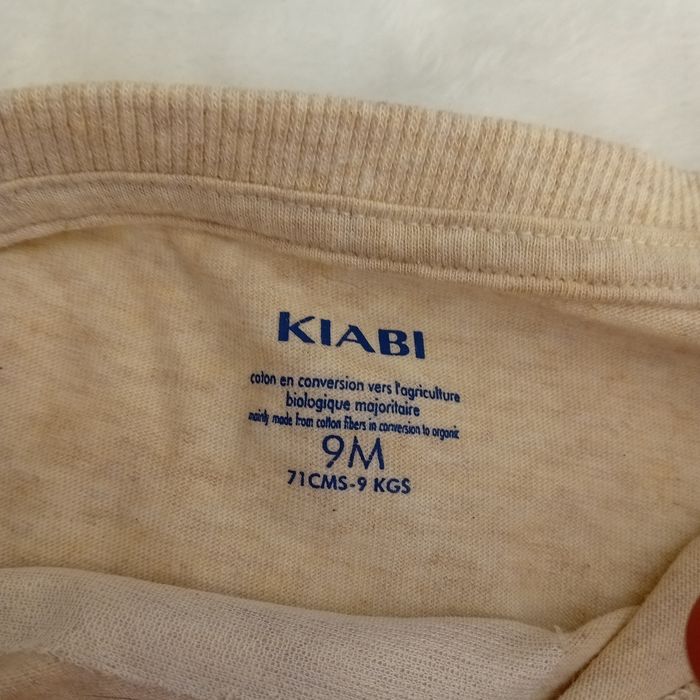 KIABI
coton en conversion vers l'agriculture
biologique majoritaire
mainly made from cotton fibers in conversion to organic
9M
71CMS-9 KGS